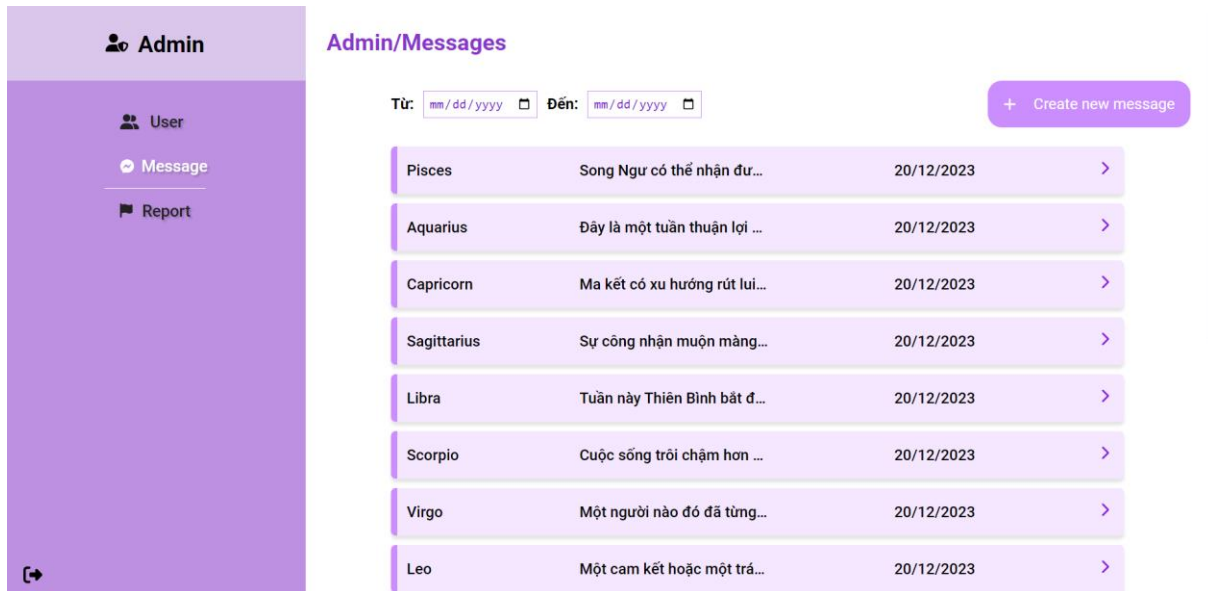 Admin
User
Message
Report
Admin/Messages
Từ: mm/dd/yyyy Đến: mm/dd/yyyy
+ Create new message
Pisces Song Ngư có thể nhận đư... 20/12/2023
Aquarius Đây là một tuần thuận lợi ... 20/12/2023
Capricorn Ma kết có xu hướng rút lui... 20/12/2023
Sagittarius Sự công nhận muộn màng... 20/12/2023
Libra Tuần này Thiên Bình bắt đ... 20/12/2023
Scorpio Cuộc sống trôi chậm hơn ... 20/12/2023
Virgo Một người nào đó đã từng... 20/12/2023
Leo Một cam kết hoặc một trá... 20/12/2023